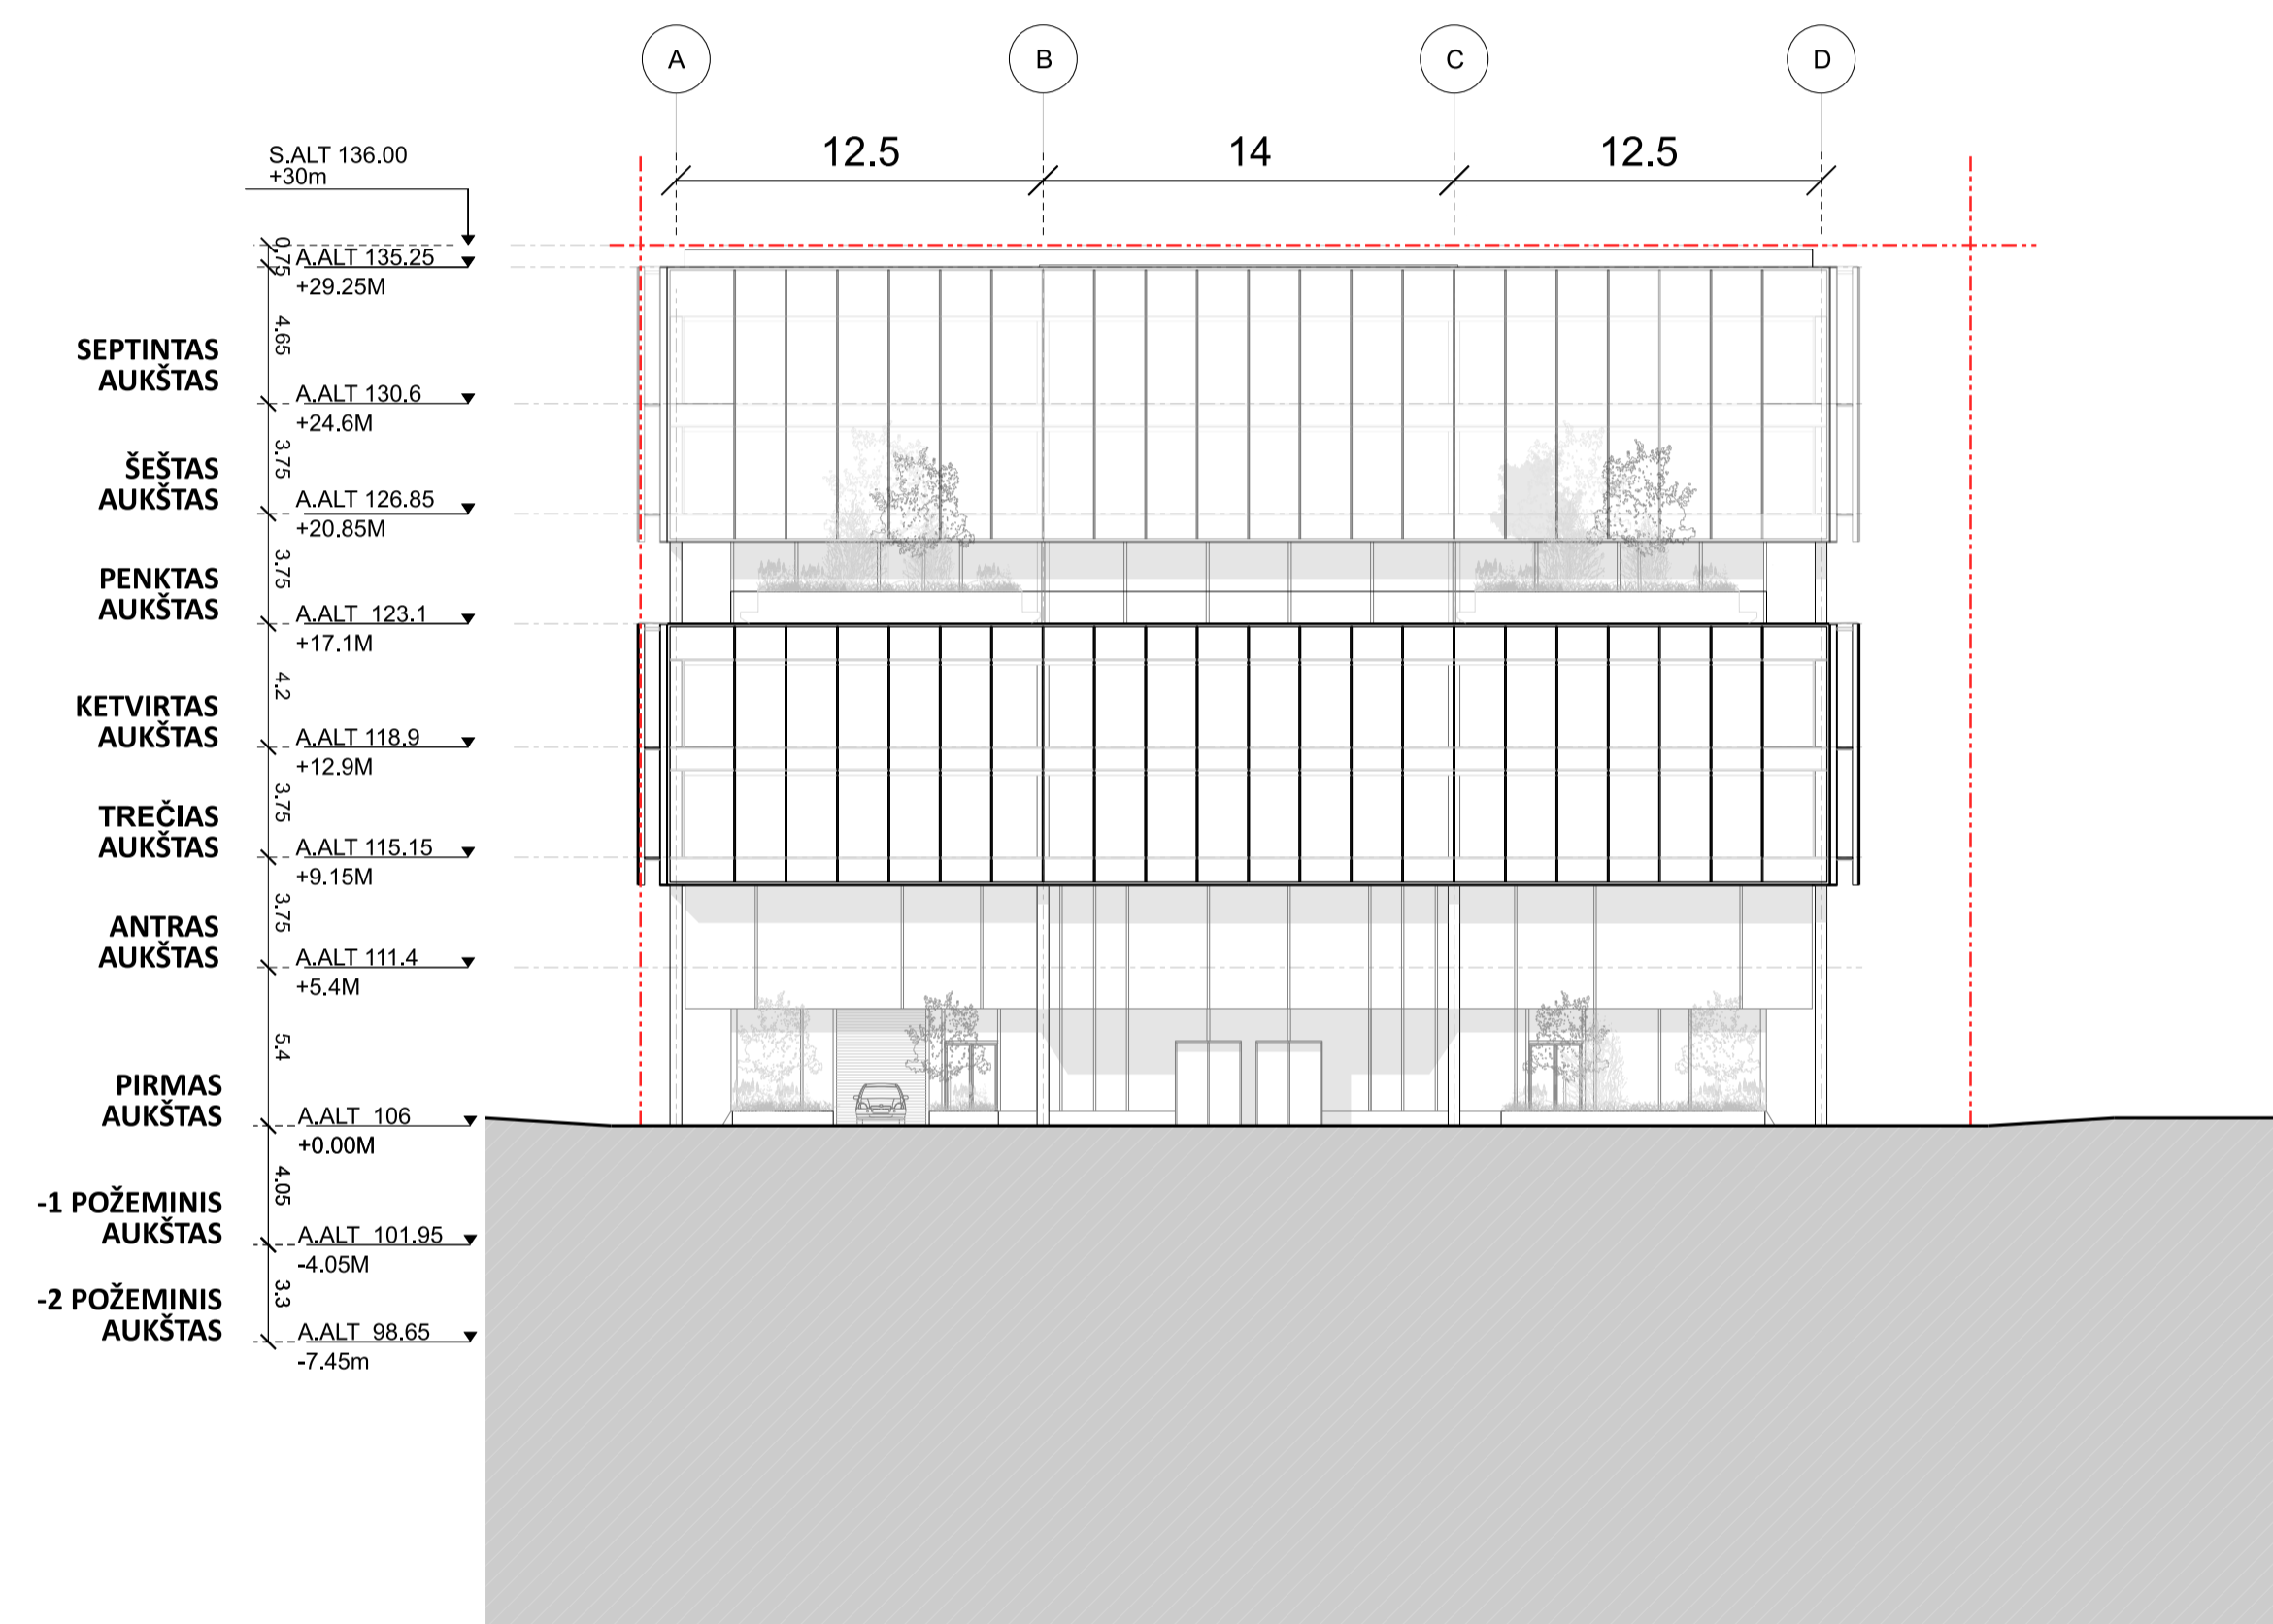 A
B
C
D
12.5
14
12.5
S.ALT 136.00
+30m
0.75
A.ALT 135.25
+29.25M
4.65
SEPTINTAS
AUKŠTAS
A.ALT 130.6
+24.6M
3.75
ŠEŠTAS
AUKŠTAS
A.ALT 126.85
+20.85M
3.75
PENKTAS
AUKŠTAS
A.ALT 123.1
+17.1M
4.2
KETVIRTAS
AUKŠTAS
A.ALT 118.9
+12.9M
3.75
TREČIAS
AUKŠTAS
A.ALT 115.15
+9.15M
3.75
ANTRAS
AUKŠTAS
A.ALT 111.4
+5.4M
5.4
PIRMAS
AUKŠTAS
A.ALT 106
+0.00M
4.05
-1 POŽEMINIS
AUKŠTAS
A.ALT 101.95
-4.05M
3.3
-2 POŽEMINIS
AUKŠTAS
A.ALT 98.65
-7.45m